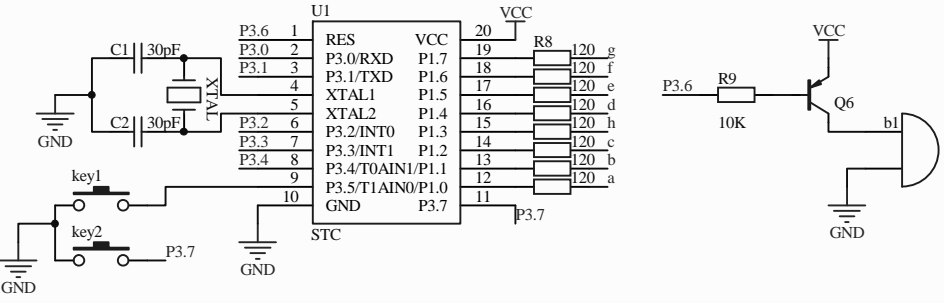 U1
VCC
P3.6 1 RES VCC 20
P3.0 2 P3.0/RXD P1.7 19 R8 120 g
P3.1 3 P3.1/TXD P1.6 18 120 f
4 XTAL1 P1.5 17 120 e
5 XTAL2 P1.4 16 120 d
P3.2 6 P3.2/INT0 P1.3 15 120 h
P3.3 7 P3.3/INT1 P1.2 14 120 c
P3.4 8 P3.4/T0AIN1/P1.1 13 120 b
9 P3.5/T1AIN0/P1.0 12 120 a
10 GND P3.7 11
P3.7
STC
GND
C1 30pF
XTAL
C2 30pF
GND
key1
key2
P3.7
GND
VCC
P3.6 R9
10K
Q6
b1
GND